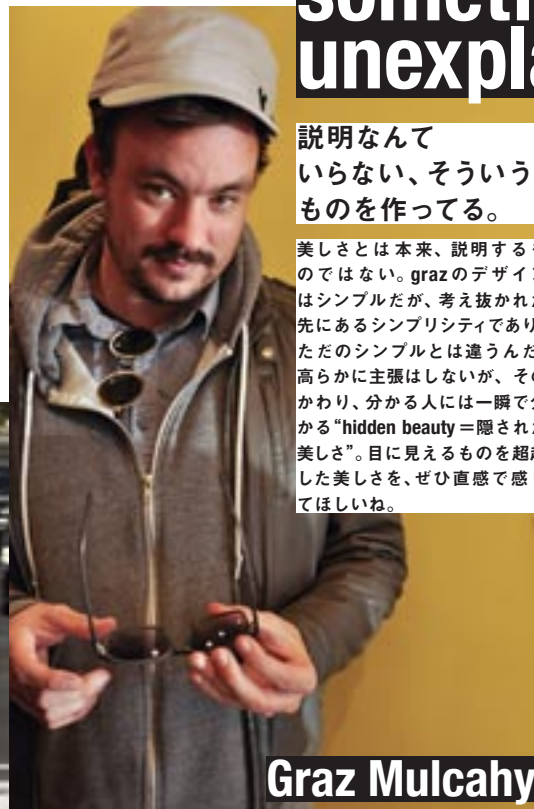 unexpla
説明なんて
いらない、そういう
ものを作ってる。
美しさとは本来、説明する
のではない。grazのデザイ
はシンプルだが、考え抜かれ
先にあるシンプリシティであり
ただのシンプルとは違うんだ
高らかに主張はしないが、その
かわり、分かる人には一瞬で分
かる“hidden beauty＝隠され
美しさ”。目に見えるものを超越
した美しさを、ぜひ直感で感
てほしいね。
Graz Mulcahy